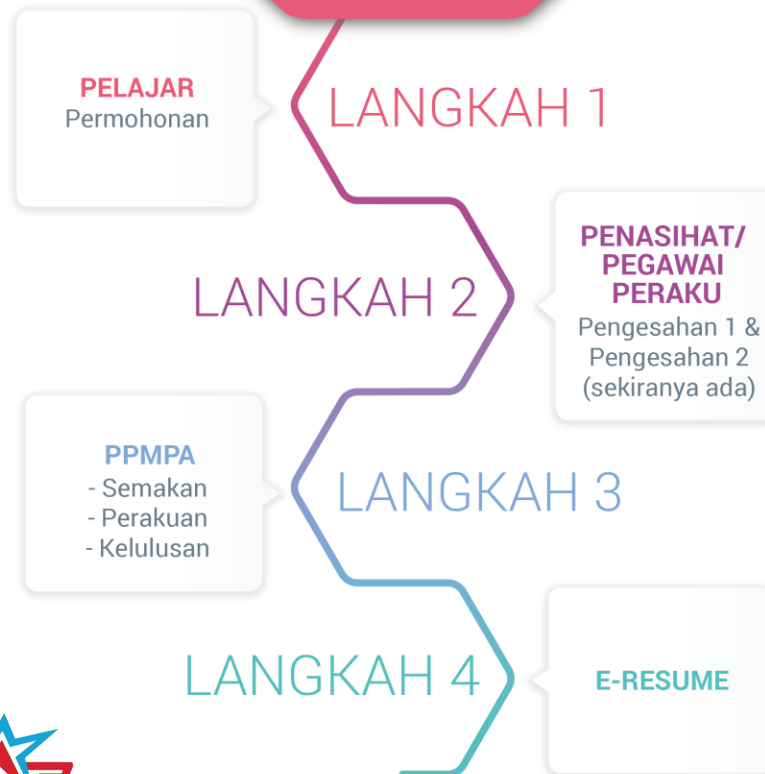 PELAJAR
Permohonan
LANGKAH 1
LANGKAH 2
PENASIHAT/
PEGAWAI
PERAKU
Pengesahan 1 &
Pengesahan 2
(sekiranya ada)
PPMPA
- Semakan
- Perakuan
- Kelulusan
LANGKAH 3
LANGKAH 4
E-RESUME